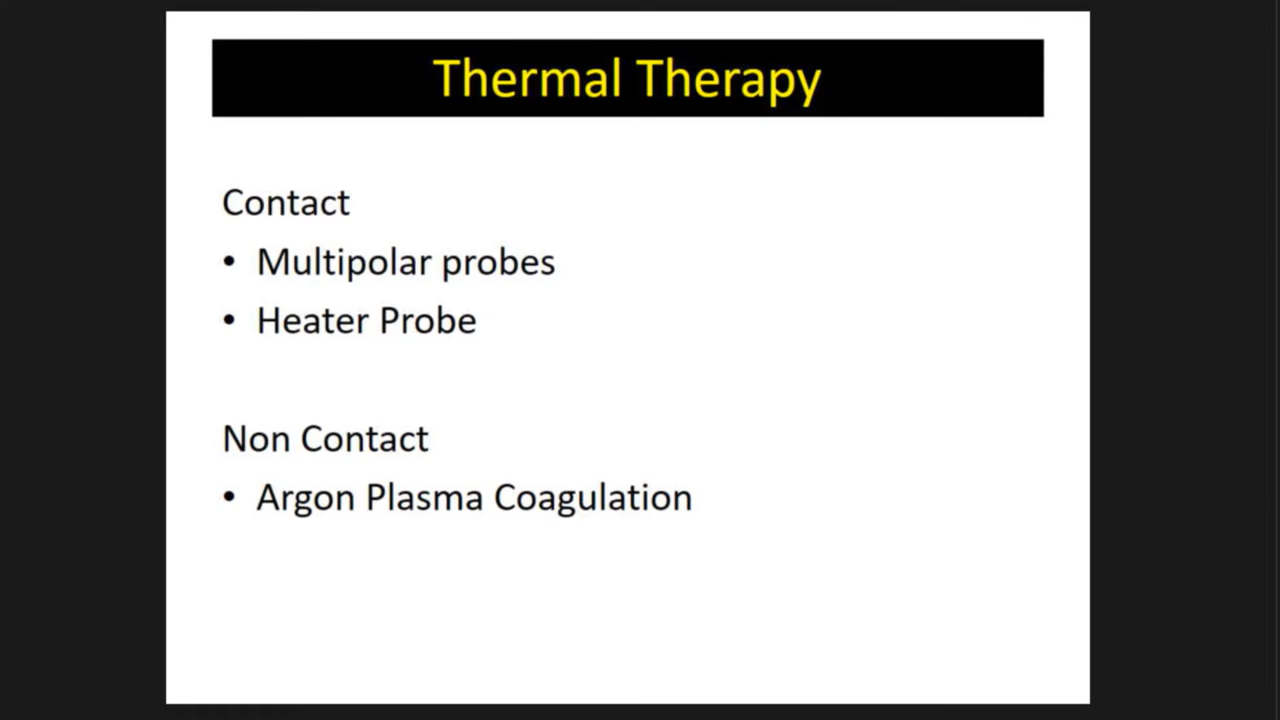 Thermal Therapy
Contact
• Multipolar probes
• Heater Probe
Non Contact
• Argon Plasma Coagulation